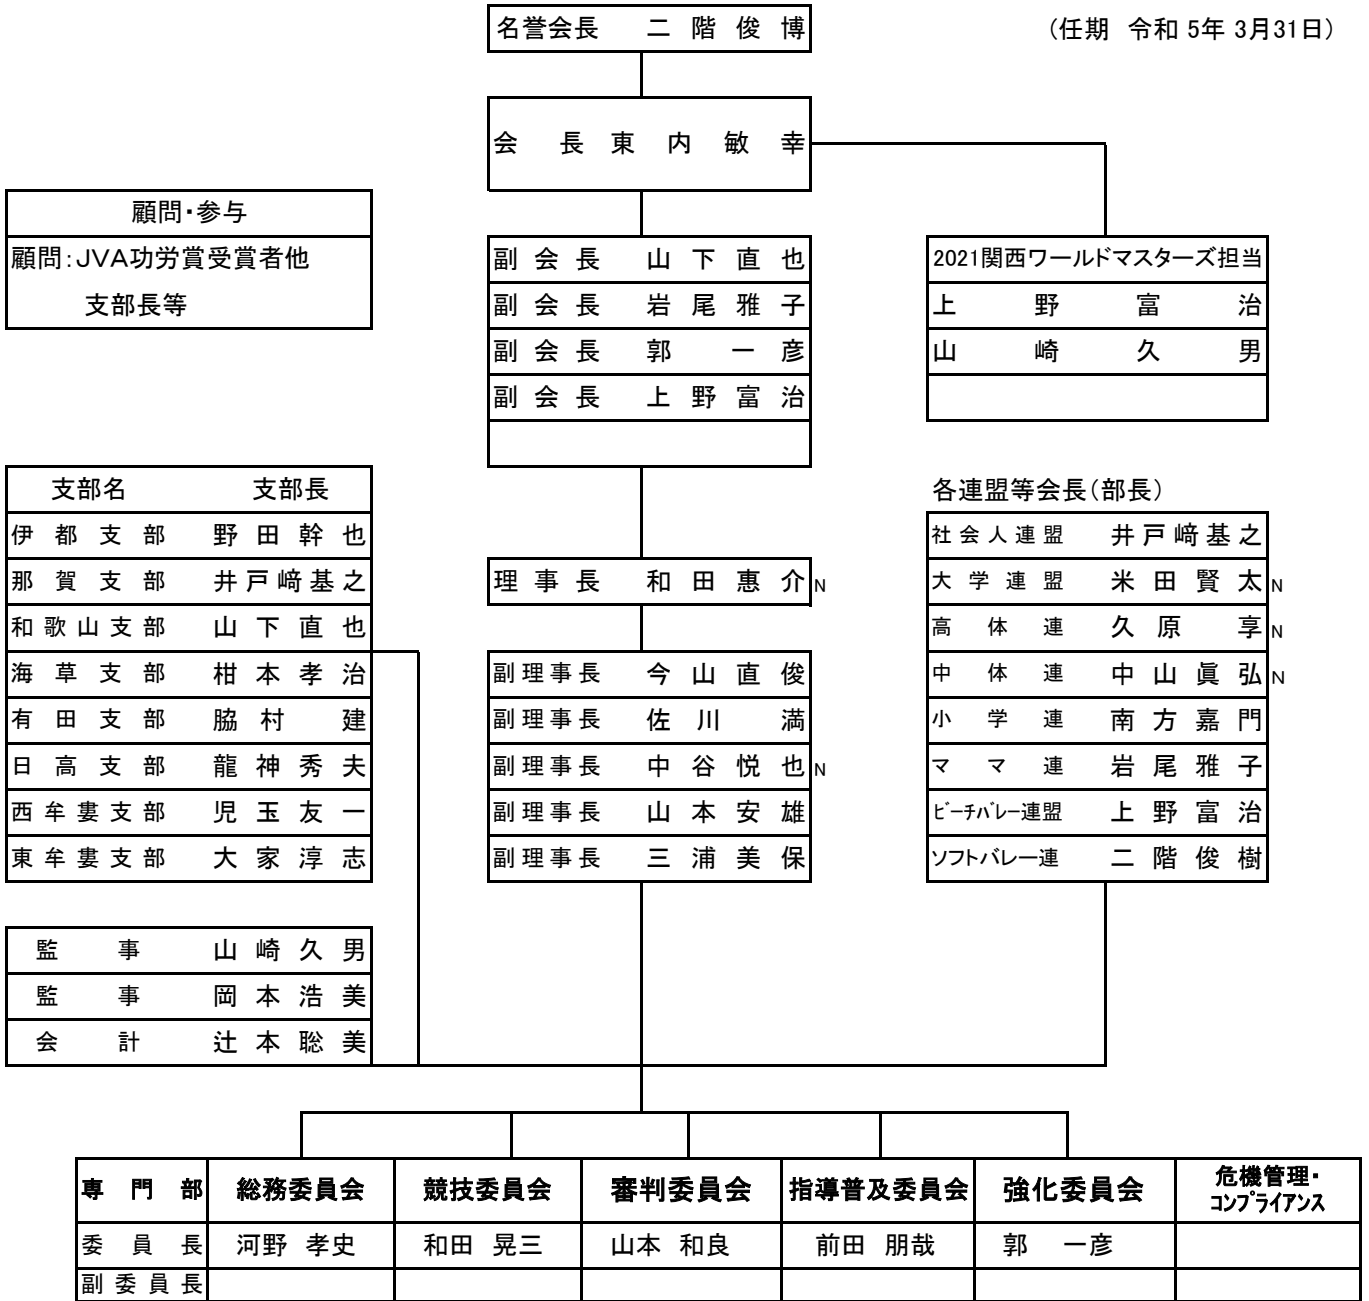 名誉会長 二階俊博
（任期 令和 5年 3月31日）
会長 東内敏幸
顧問・参与
顧問：JVA功労賞受賞者他
支部長等
副会長 山下直也
副会長 岩尾雅子
副会長 郭 一彦
副会長 上野富治
2021関西ワールドマスターズ担当
上野富治
山崎久男
支部名 支部長
伊都支部 野田幹也
那賀支部 井戸﨑基之
和歌山支部 山下直也
海草支部 柑本孝治
有田支部 脇村 建
日高支部 龍神秀夫
西牟婁支部 児玉友一
東牟婁支部 大家淳志
理事長 和田惠介 N
副理事長 今山直俊
副理事長 佐川 満
副理事長 中谷悦也 N
副理事長 山本安雄
副理事長 三浦美保
各連盟等会長（部長）
社会人連盟 井戸﨑基之
大学連盟 米田賢太 N
高体連 久原 享 N
中体連 中山眞弘 N
小学連 南方嘉門
ママ連 岩尾雅子
ビーチバレー連盟 上野富治
ソフトバレー連 二階俊樹
監事 山崎久男
監事 岡本浩美
会計 辻本聡美
専門部 総務委員会 競技委員会 審判委員会 指導普及委員会 強化委員会 危機管理・
コンプライアンス
委員長 河野 孝史 和田 晃三 山本 和良 前田 朋哉 郭 一彦
副委員長